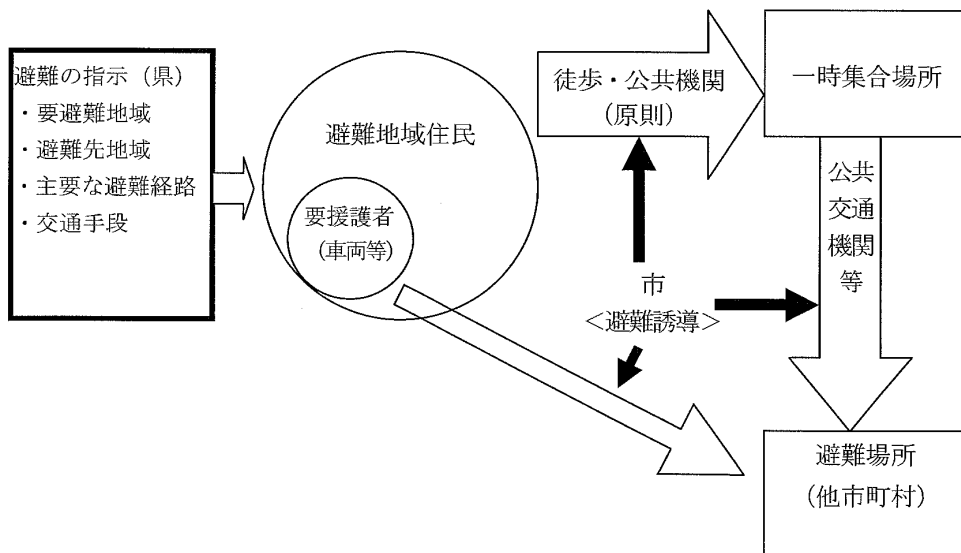 避難の指示（県）
・要避難地域
・避難先地域
・主要な避難経路
・交通手段
避難地域住民
要援護者
（車両等）
徒歩・公共機関
（原則）
一時集合場所
公共
交通
機関
等
市
＜避難誘導＞
避難場所
（他市町村）